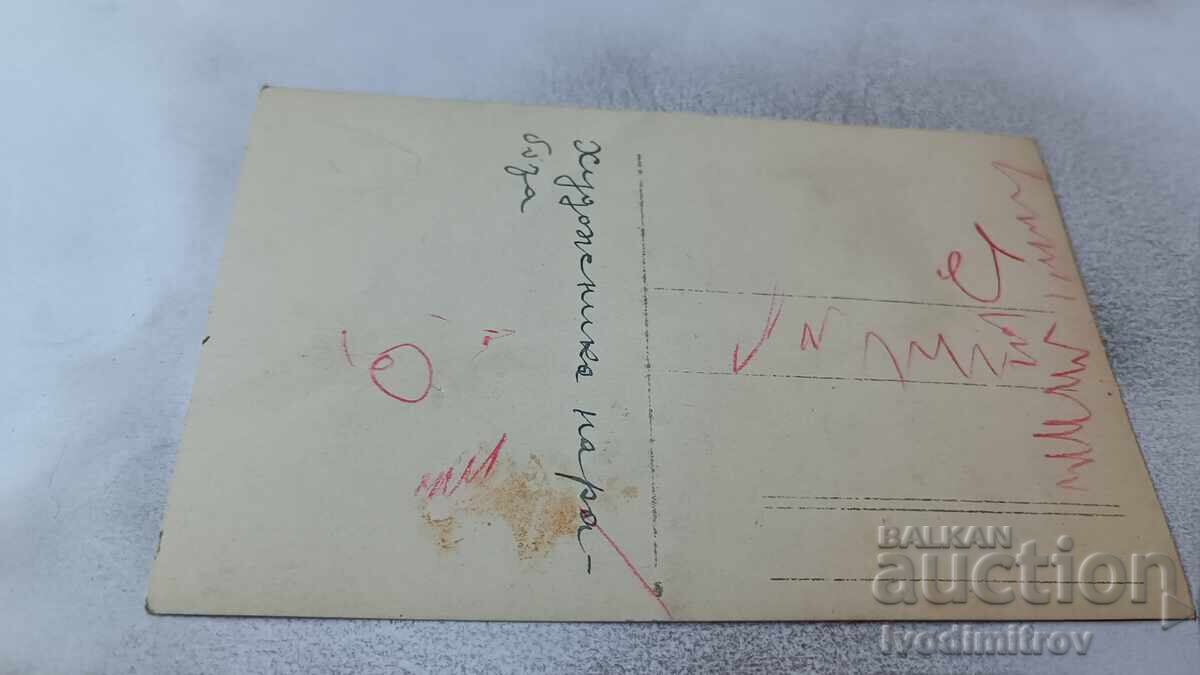 Художника на ра-
бота
BALKAN
auction
ivodimitrov